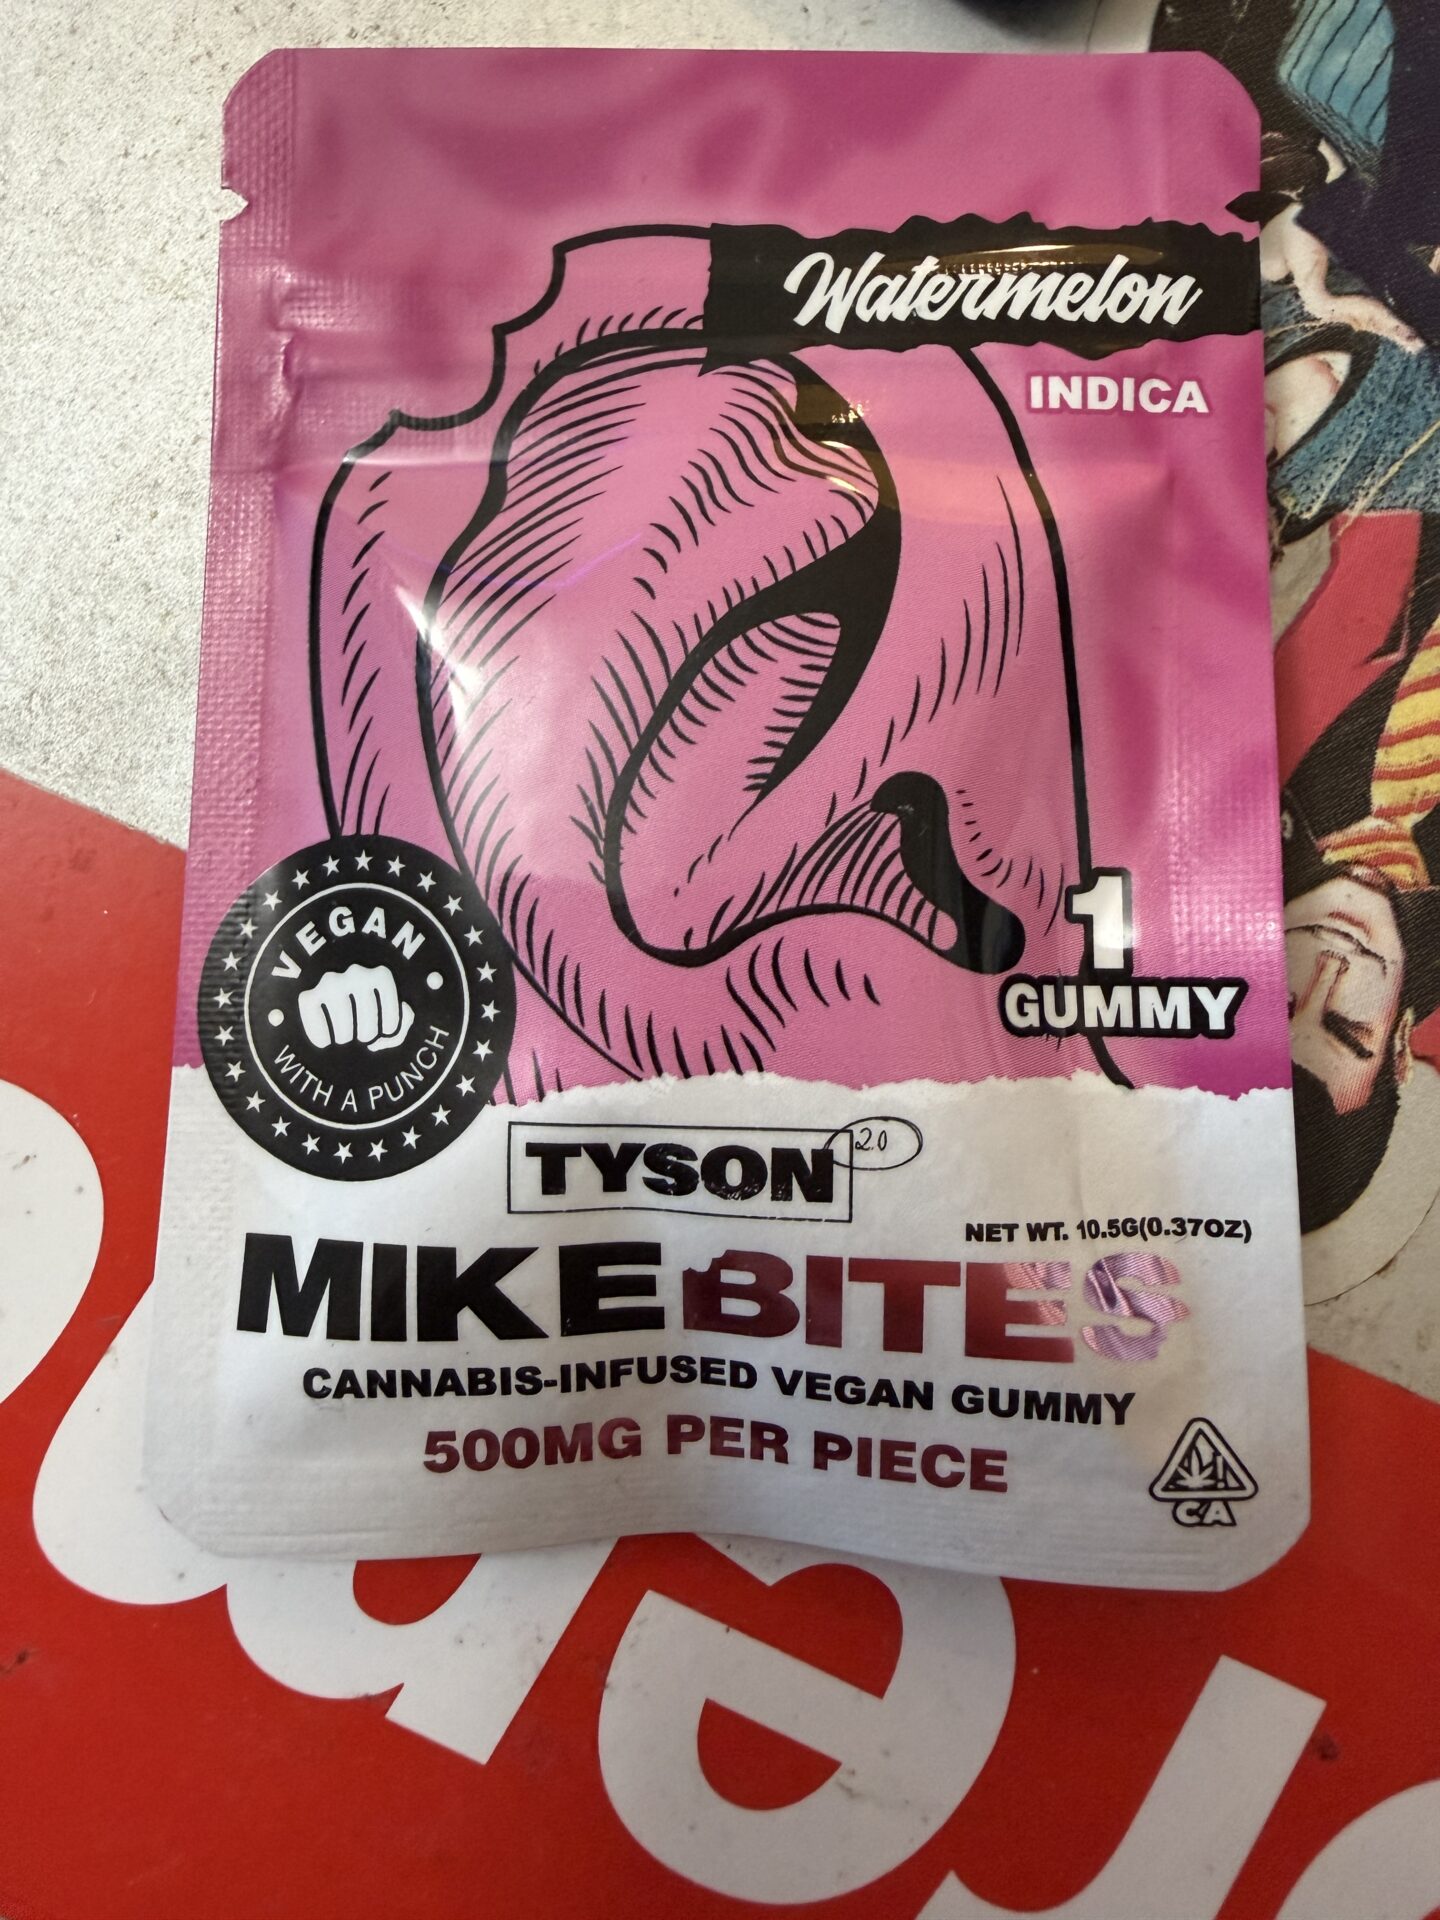 Watermelon
INDICA
1
GUMMY
VEGAN
WITH A PUNCH
TYSON 2.0
NET WT. 10.5G(0.37OZ)
MIKE BITES
CANNABIS-INFUSED VEGAN GUMMY
500MG PER PIECE
CA